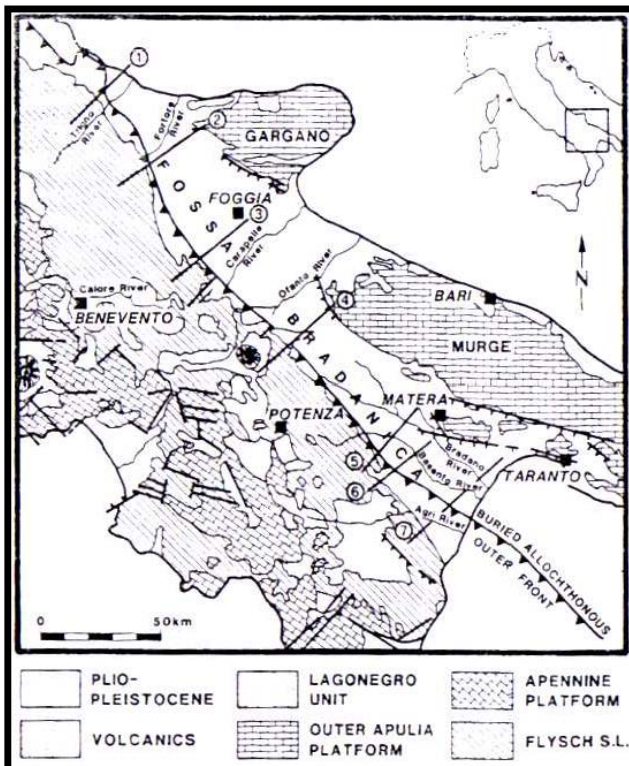 ①
Tibino River
Fortore River
②
GARGANO
FOSSA
FOGGIA
③
Carapelle River
Ofanto River
④
Calore River
BENEVENTO
BARI
MURGE
BRADANICA
POTENZA
MATERA
⑤
⑥
Bradano River
Basento River
TARANTO
Agri River
⑦
BURIED ALLOCHTHONOUS
OUTER FRONT
N
0 50km
PLIO-
PLEISTOCENE
LAGONEGRO
UNIT
APENNINE
PLATFORM
VOLCANICS
OUTER APULIA
PLATFORM
FLYSCH S.L.